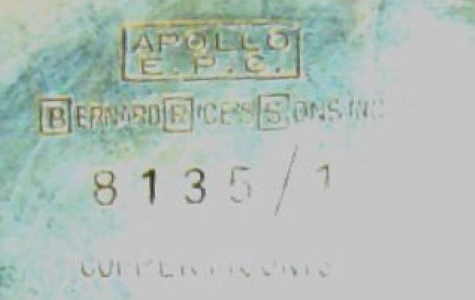 APOLLO
E.P.C.
BERNARD RICE'S SONS INC
8135/1